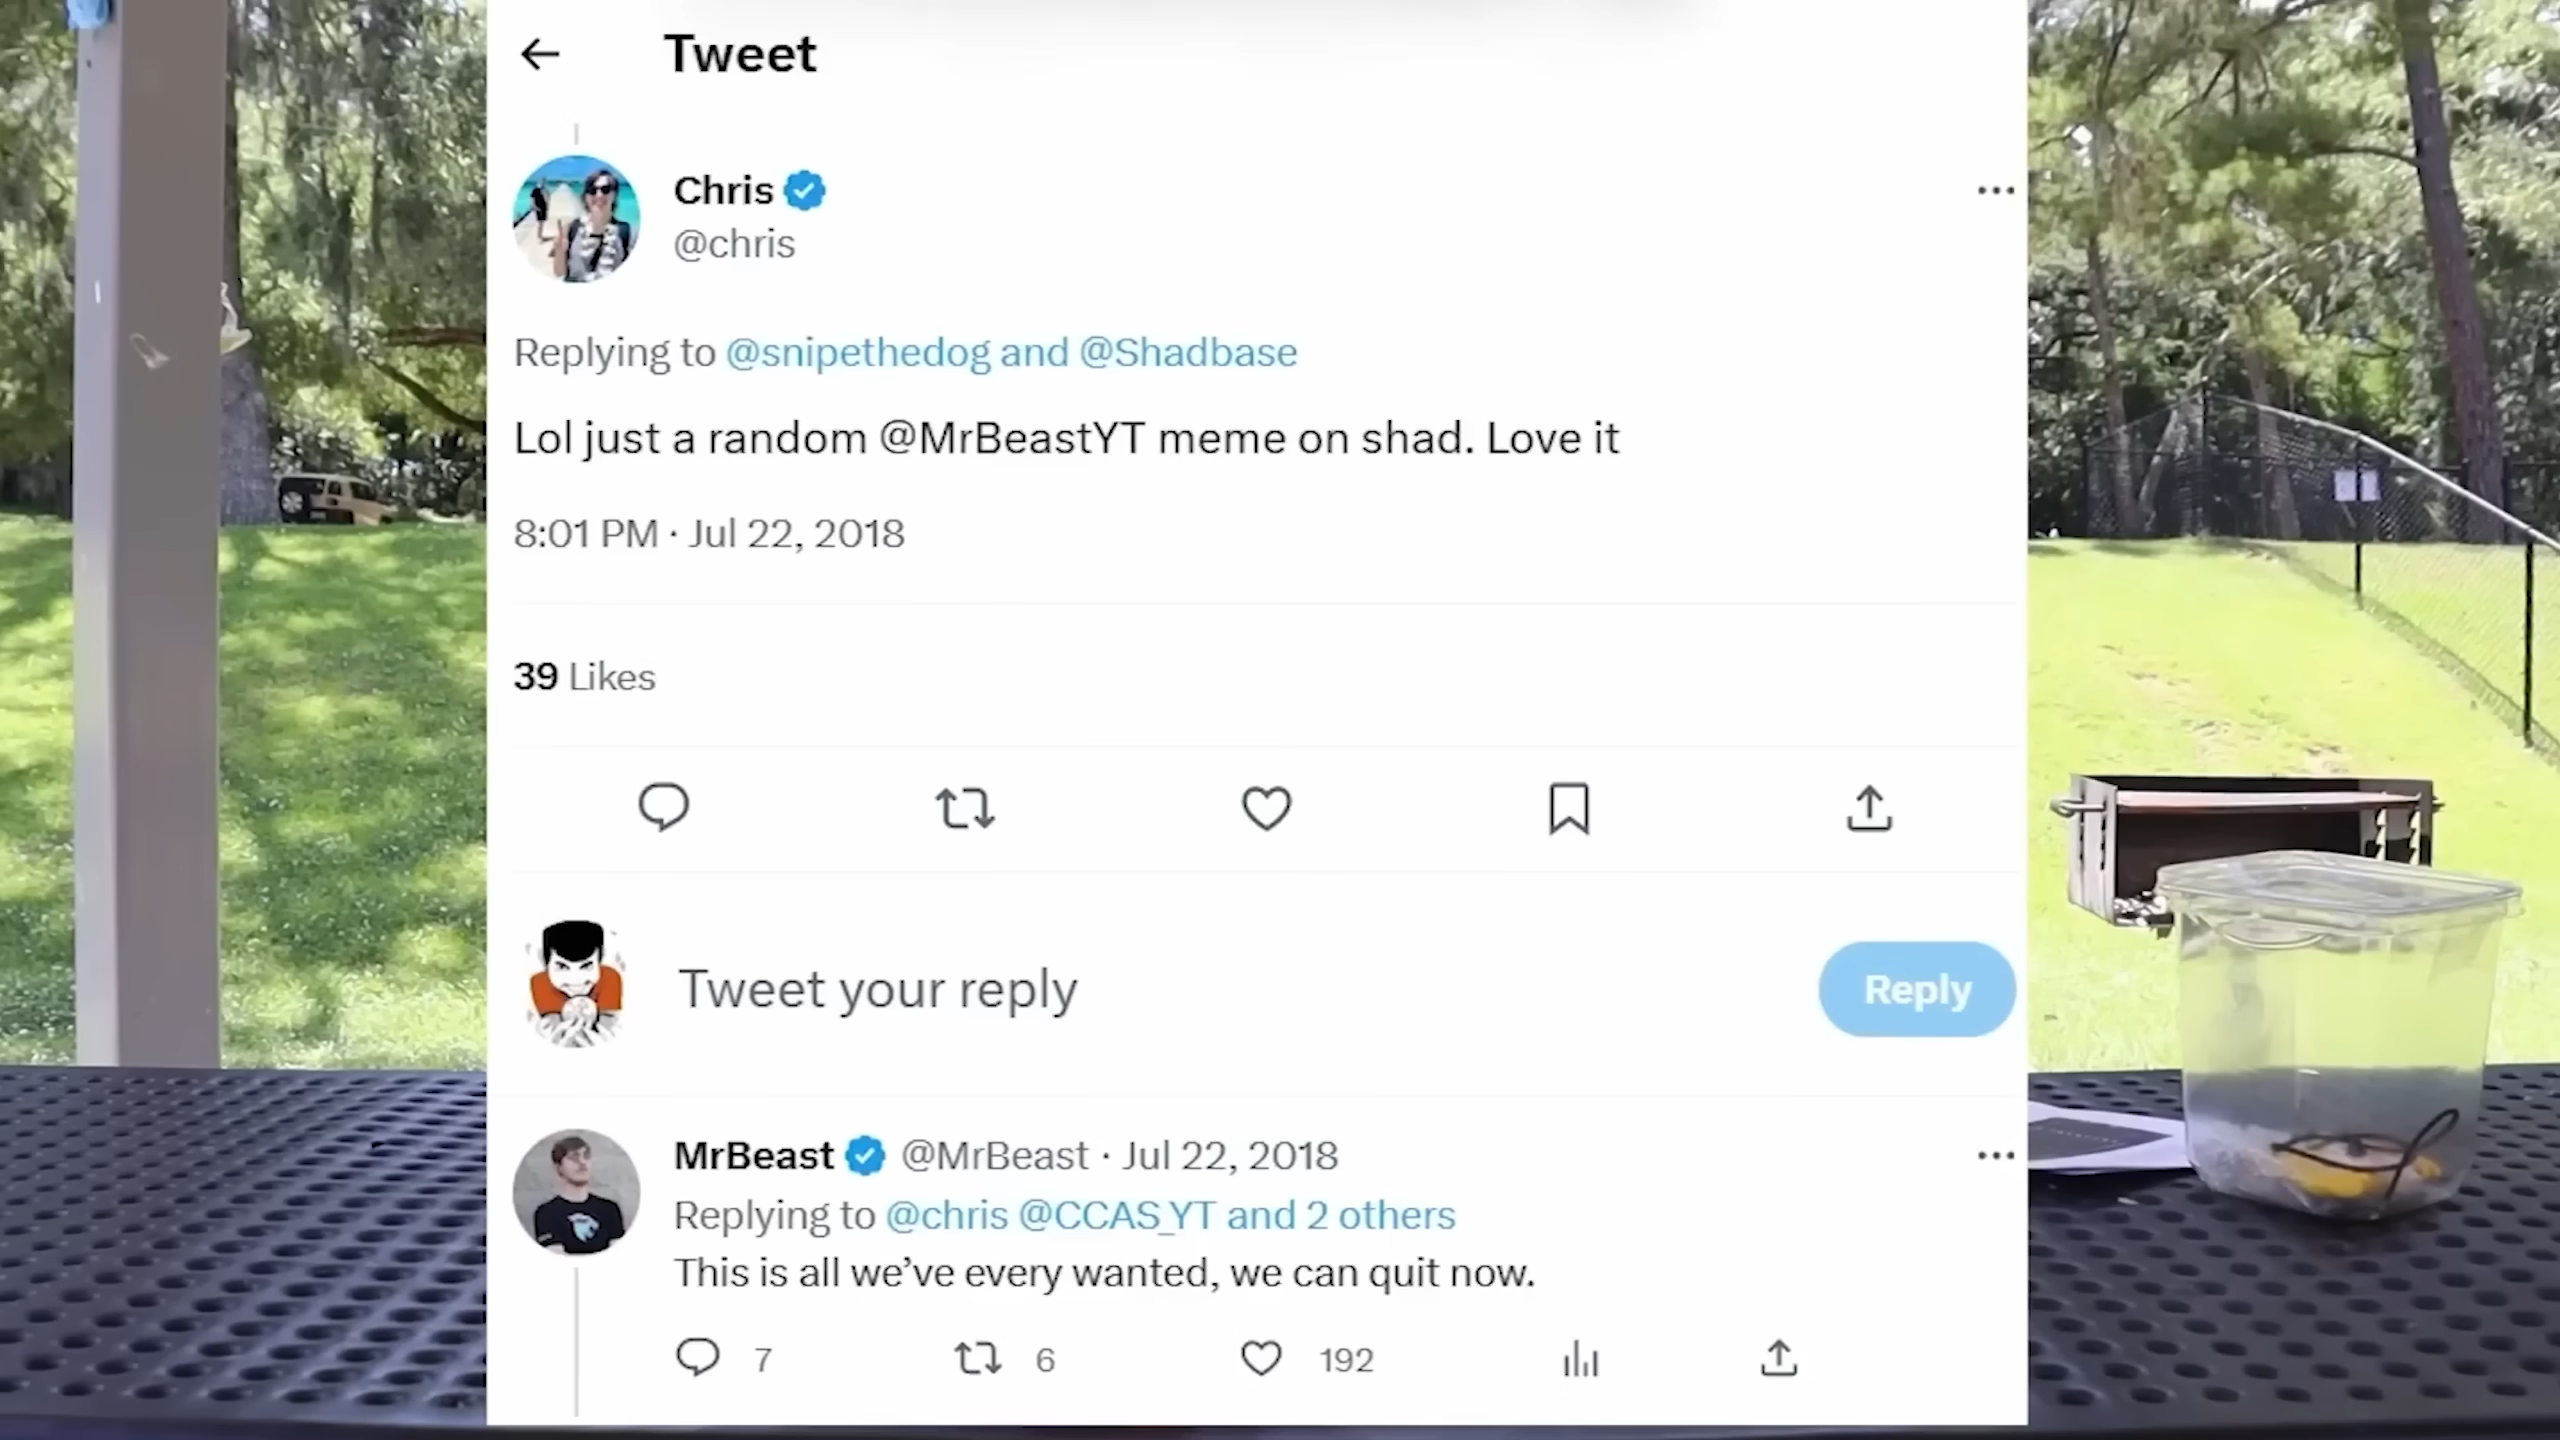 Tweet
Chris
@chris
Replying to @snipethedog and @Shadbase
Lol just a random @MrBeastYT meme on shad. Love it
8:01 PM · Jul 22, 2018
39 Likes
Tweet your reply
Reply
MrBeast @MrBeast · Jul 22, 2018
Replying to @chris @CCAS_YT and 2 others
This is all we’ve every wanted, we can quit now.
7 6 192